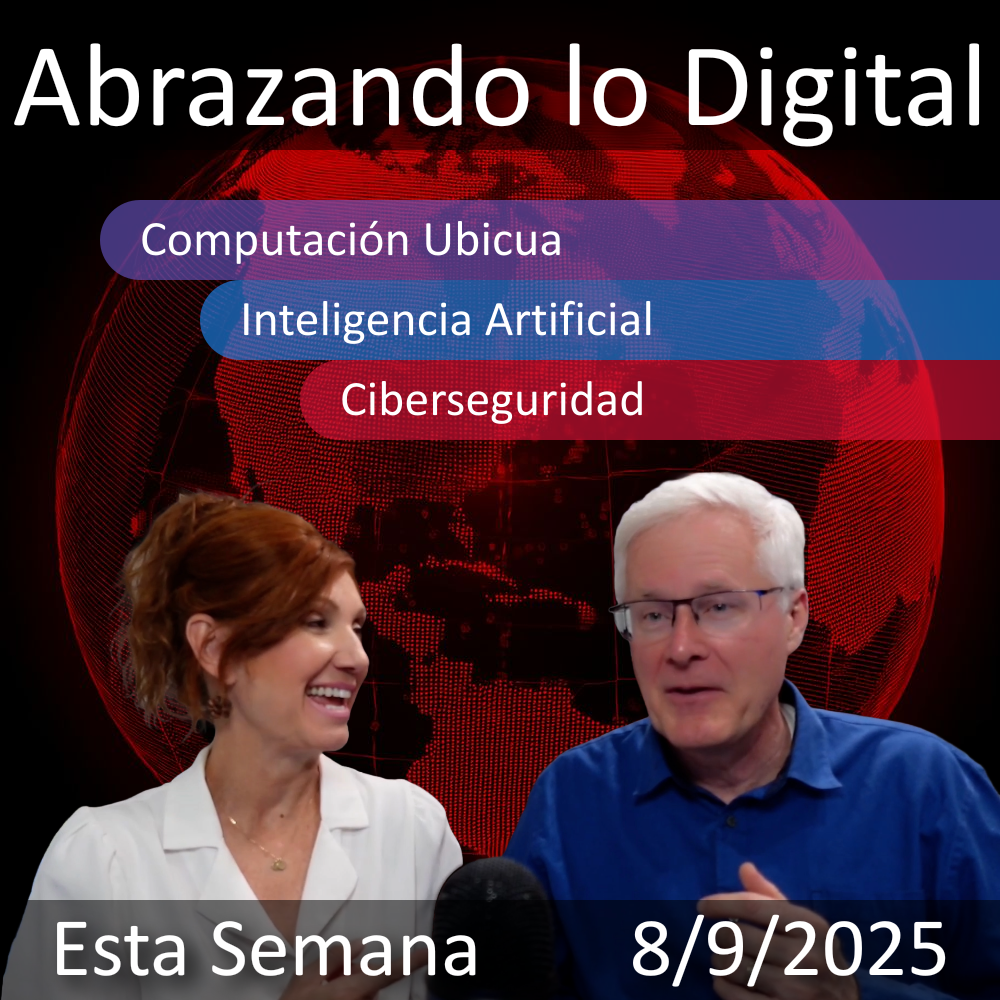 Abrazando lo Digital
Computación Ubicua
Inteligencia Artificial
Ciberseguridad
Esta Semana 8/9/2025